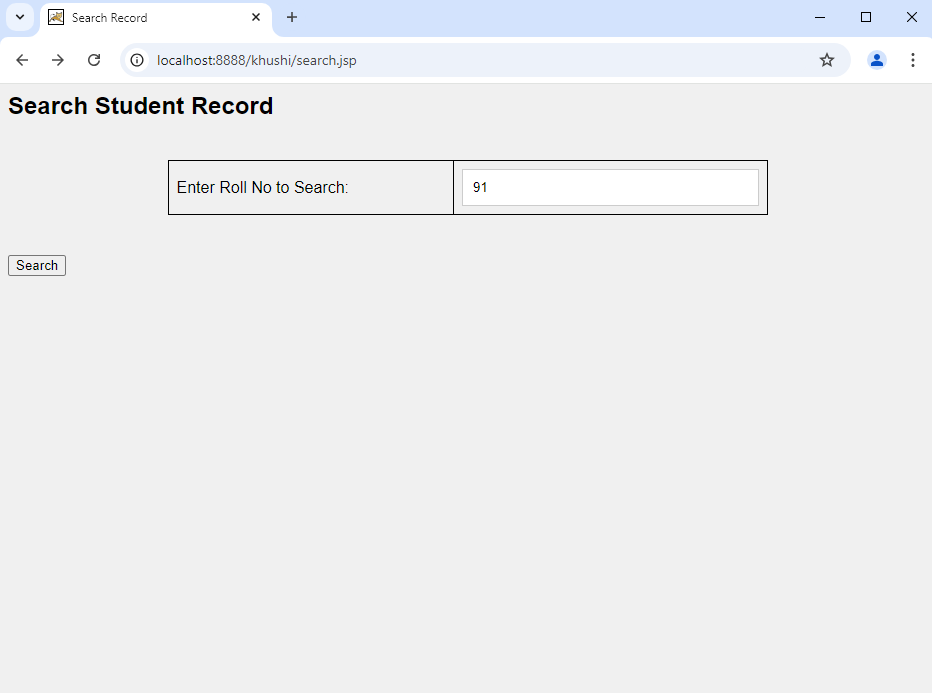 Search Record
localhost:8888/khushi/search.jsp
Search Student Record
Enter Roll No to Search: 91
Search